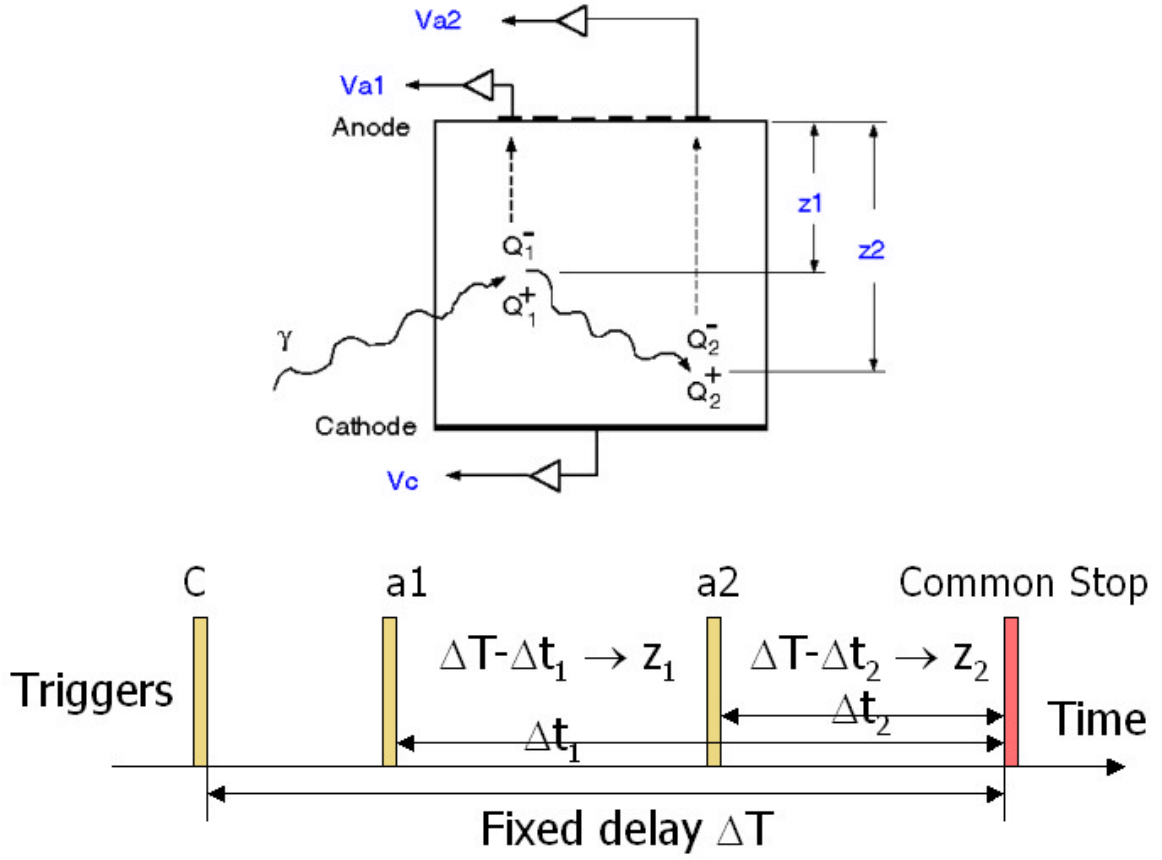 Va2
Va1
Anode
z1
z2
Q₁⁻
Q₁⁺
γ
Q₂⁻
Q₂⁺
Cathode
Vc
C a1 a2 Common Stop
ΔT-Δt₁ → z₁ ΔT-Δt₂ → z₂
Triggers Δt₁ Δt₂ Time
Fixed delay ΔT